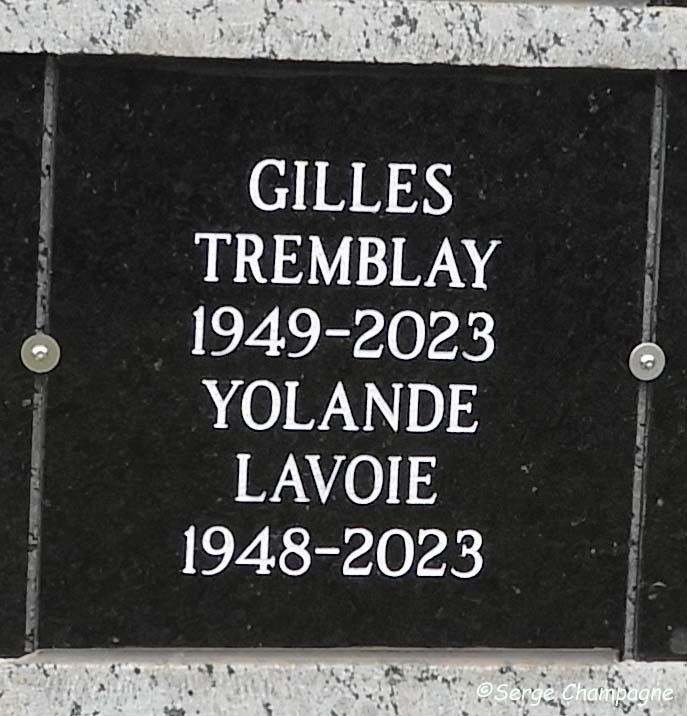 GILLES
TREMBLAY
1949-2023
YOLANDE
LAVOIE
1948-2023
©Serge Champagne